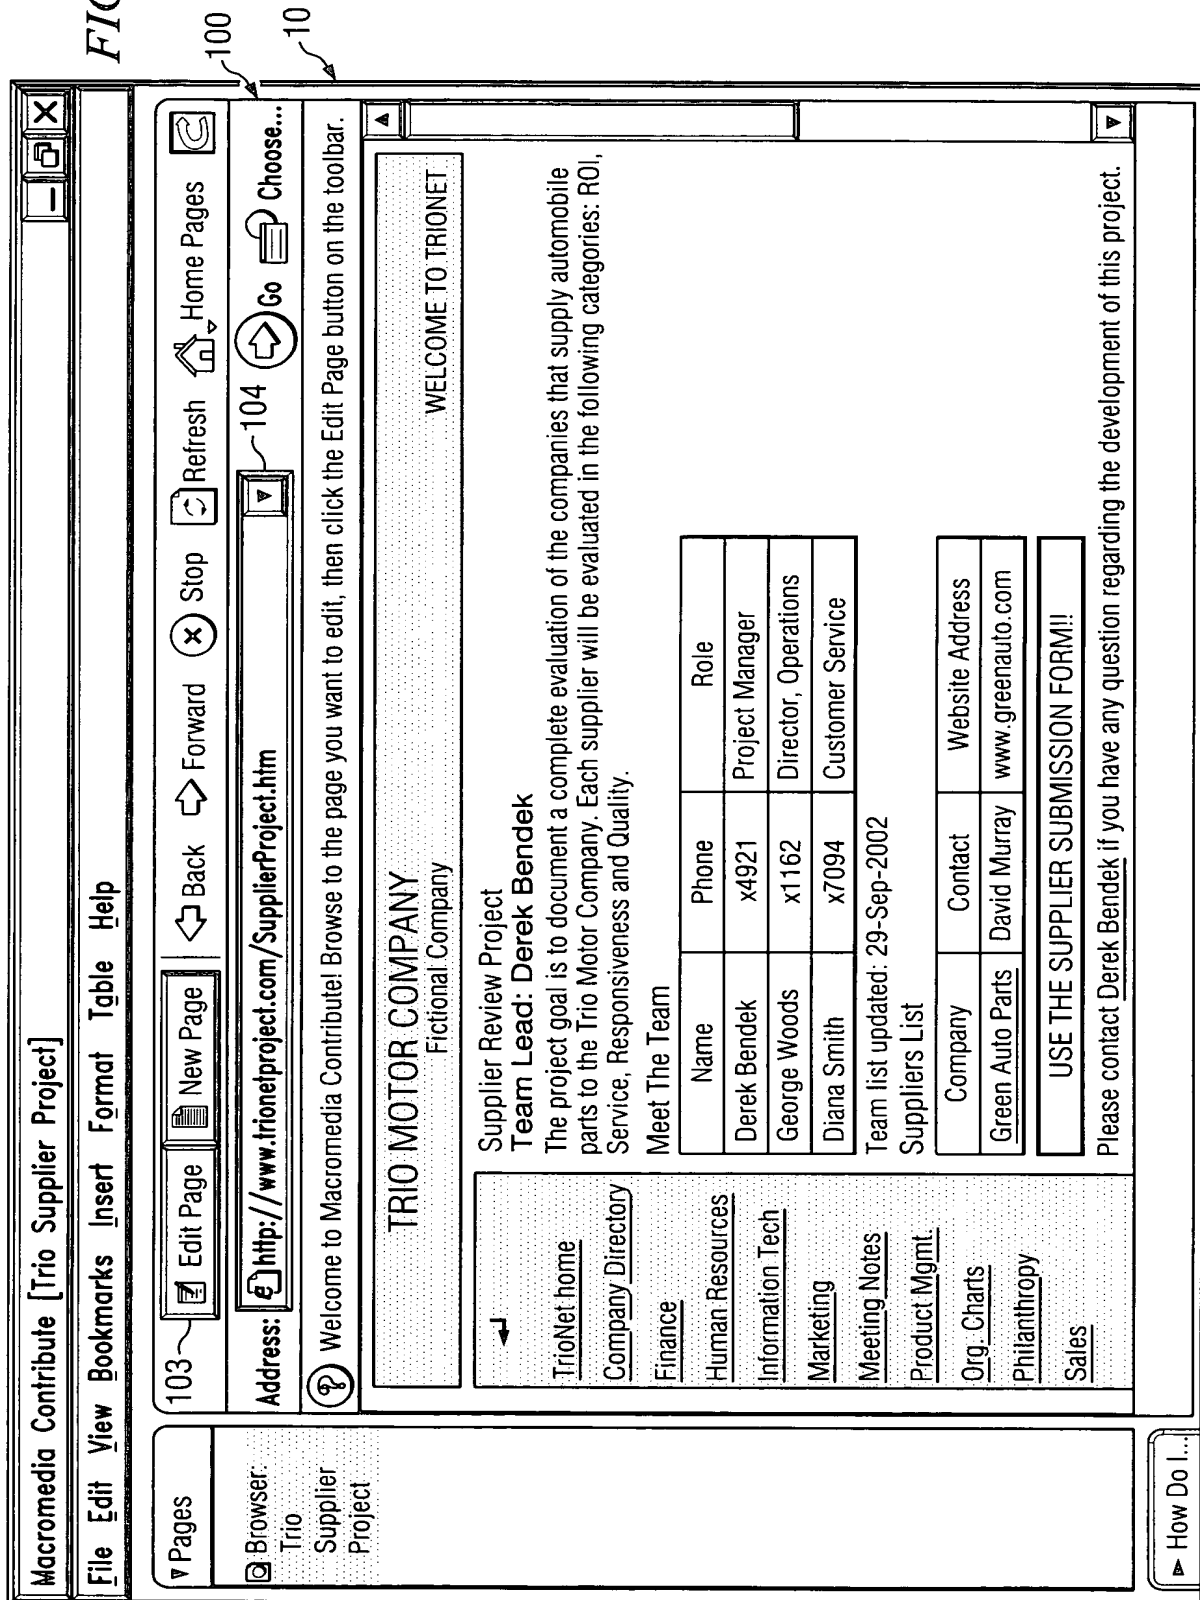 FIG
Macromedia Contribute [Trio Supplier Project]
File Edit View Bookmarks Insert Format Table Help
103
Edit Page New Page Back Forward Stop Refresh Home Pages
100
10
Address: http://www.trionetproject.com/SupplierProject.htm 104 Go Choose...
Welcome to Macromedia Contribute! Browse to the page you want to edit, then click the Edit Page button on the toolbar.
Pages
Browser:
Trio
Supplier
Project
TRIO MOTOR COMPANY
Fictional Company
WELCOME TO TRIONET
TrioNet home
Company Directory
Finance
Human Resources
Information Tech
Marketing
Meeting Notes
Product Mgmt.
Org. Charts
Philanthropy
Sales
Supplier Review Project
Team Lead: Derek Bendek
The project goal is to document a complete evaluation of the companies that supply automobile
parts to the Trio Motor Company. Each supplier will be evaluated in the following categories: ROI,
Service, Responsiveness and Quality.
Meet The Team
Name Phone Role
Derek Bendek x4921 Project Manager
George Woods x1162 Director, Operations
Diana Smith x7094 Customer Service
Team list updated: 29-Sep-2002
Suppliers List
Company Contact Website Address
Green Auto Parts David Murray www.greenauto.com
USE THE SUPPLIER SUBMISSION FORM!!
Please contact Derek Bendek if you have any question regarding the development of this project.
How Do I...